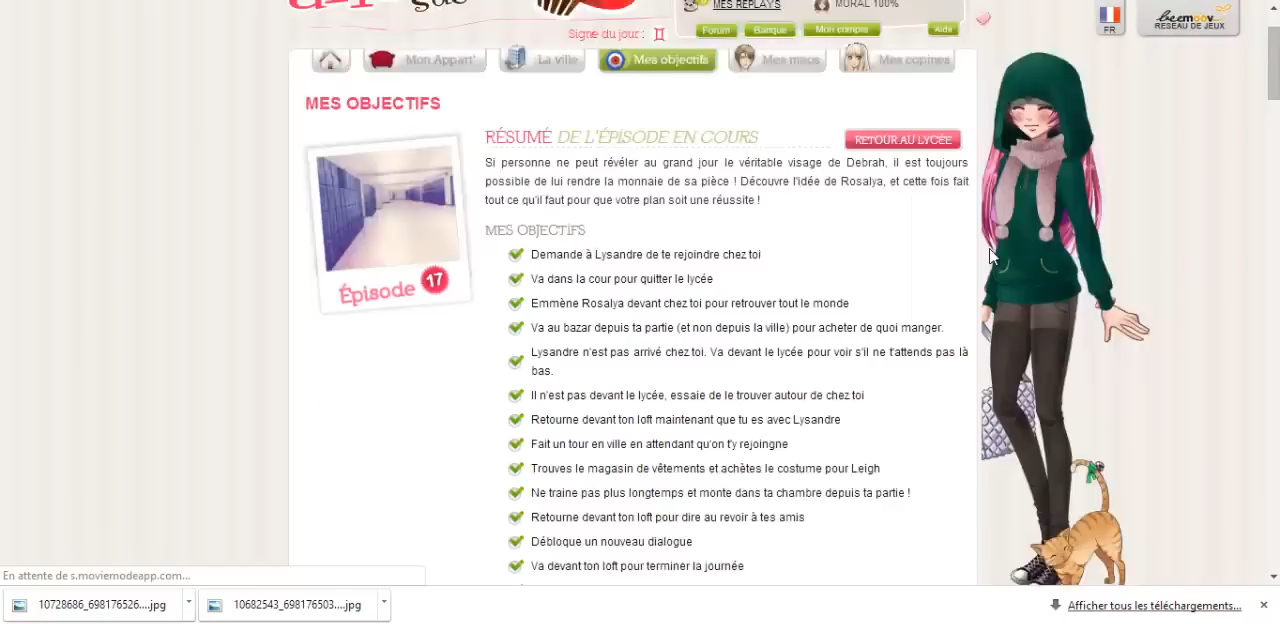 MES REPLAYS
MORAL 100%
Signe du jour :
Forum
Banque
Mon compte
Aide
FR
beemoov
RESEAU DE JEUX
Mon Appart'
La ville
Mes objectifs
Mes mecs
Mes copines
MES OBJECTIFS
RÉSUMÉ DE L'ÉPISODE EN COURS
RETOUR AU LYCÉE
Si personne ne peut révéler au grand jour le véritable visage de Debrah, il est toujours
possible de lui rendre la monnaie de sa pièce ! Découvre l'idée de Rosalya, et cette fois fait
tout ce qu'il faut pour que votre plan soit une réussite !
Épisode 17
MES OBJECTIFS
Demande à Lysandre de te rejoindre chez toi
Va dans la cour pour quitter le lycée
Emmène Rosalya devant chez toi pour retrouver tout le monde
Va au bazar depuis ta partie (et non depuis la ville) pour acheter de quoi manger.
Lysandre n'est pas arrivé chez toi. Va devant le lycée pour voir s'il ne t'attends pas là
bas.
Il n'est pas devant le lycée, essaie de le trouver autour de chez toi
Retourne devant ton loft maintenant que tu es avec Lysandre
Fait un tour en ville en attendant qu'on t'y rejoingne
Trouves le magasin de vêtements et achètes le costume pour Leigh
Ne traine pas plus longtemps et monte dans ta chambre depuis ta partie !
Retourne devant ton loft pour dire au revoir à tes amis
Débloque un nouveau dialogue
Va devant ton loft pour terminer la journée
En attente de s.moviemodeapp.com...
10728686_698176526....jpg
10682543_698176503....jpg
Afficher tous les téléchargements...